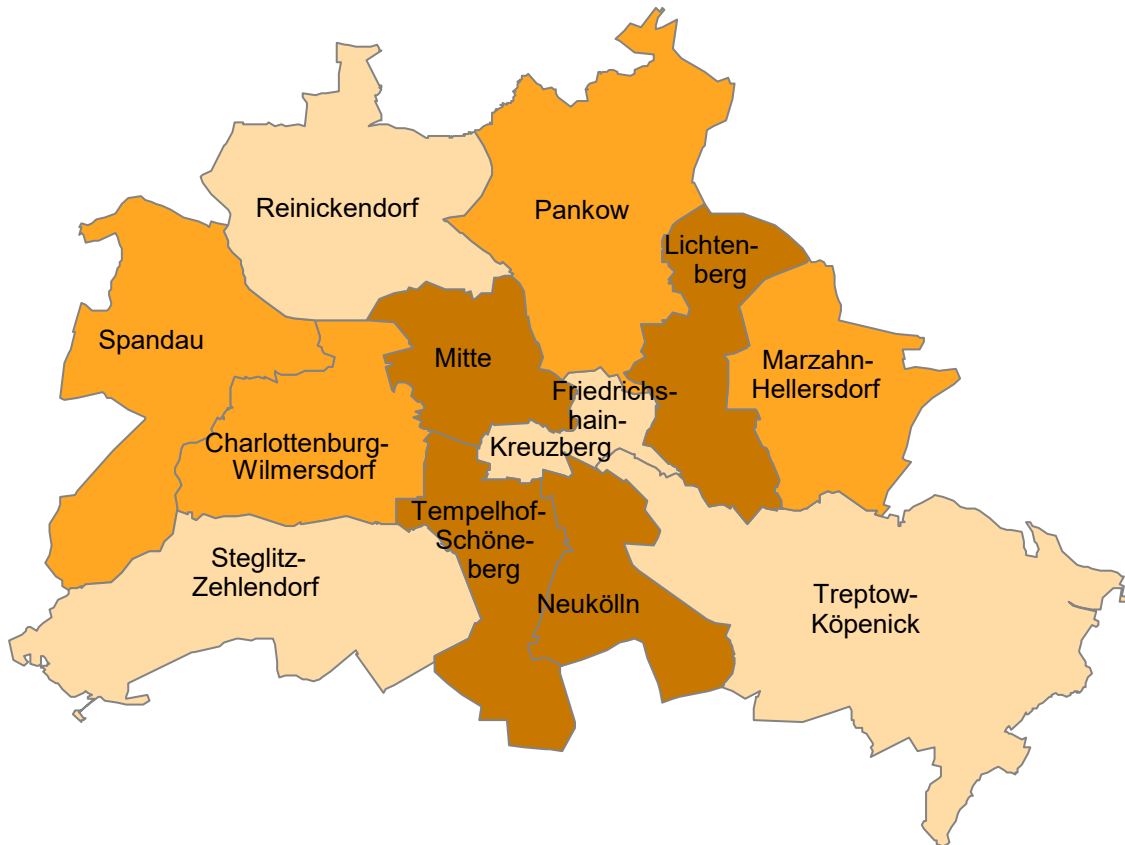 Reinickendorf
Pankow
Lichten-
berg
Spandau
Mitte
Marzahn-
Hellersdorf
Friedrichs-
hain-
Kreuzberg
Charlottenburg-
Wilmersdorf
Tempelhof-
Schöne-
berg
Steglitz-
Zehlendorf
Neukölln
Treptow-
Köpenick